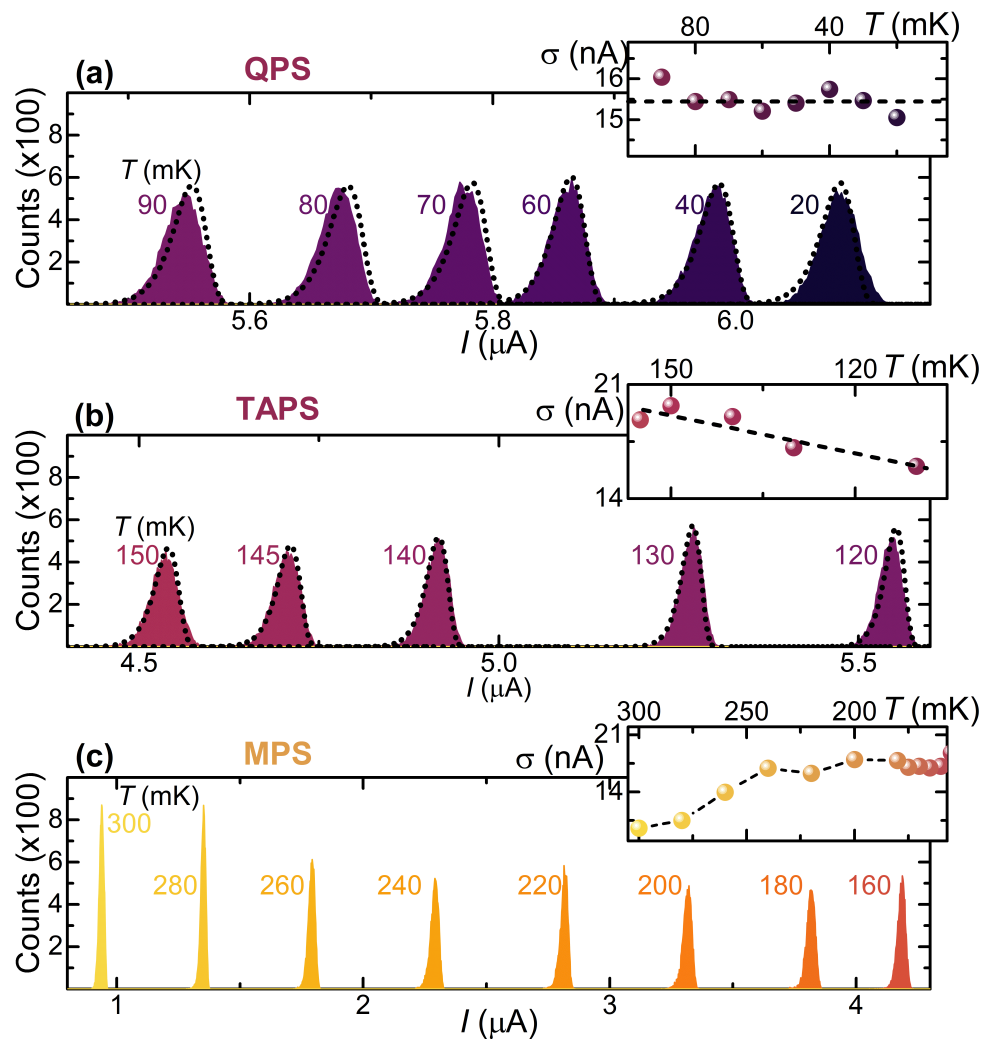 80 40 T (mK)
(a) QPS σ (nA)
16
15
8
6
4
2
Counts (x100)
T (mK)
90 80 70 60 40 20
5.6 5.8 6.0
I (μA)
150 120 T (mK)
(b) TAPS σ (nA)
21
14
8
6
4
2
Counts (x100)
T (mK)
150 145 140 130 120
4.5 5.0 5.5
I (μA)
300 250 200 T (mK)
(c) MPS σ (nA)
21
14
8
6
4
2
Counts (x100)
T (mK)
300
280 260 240 220 200 180 160
1 2 3 4
I (μA)